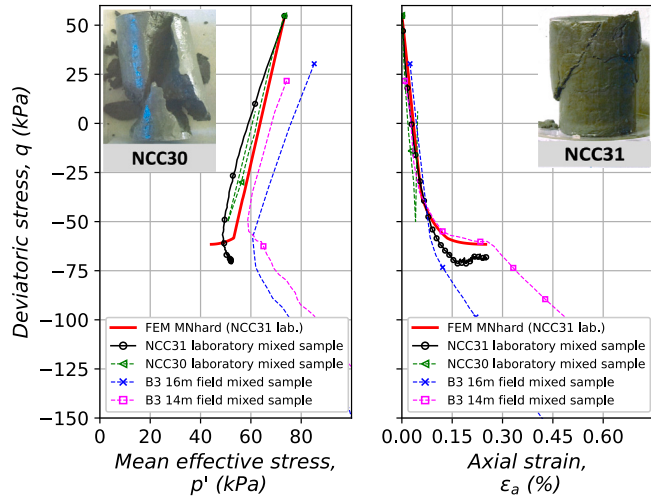 Deviatoric stress, q (kPa)
50
25
0
−25
−50
−75
−100
−125
−150
NCC30
NCC31
FEM MNhard (NCC31 lab.)
NCC31 laboratory mixed sample
NCC30 laboratory mixed sample
B3 16m field mixed sample
B3 14m field mixed sample
FEM MNhard (NCC31 lab.)
NCC31 laboratory mixed sample
NCC30 laboratory mixed sample
B3 16m field mixed sample
B3 14m field mixed sample
0 20 40 60 80
Mean effective stress,
p' (kPa)
0.00 0.15 0.30 0.45 0.60
Axial strain,
εa (%)